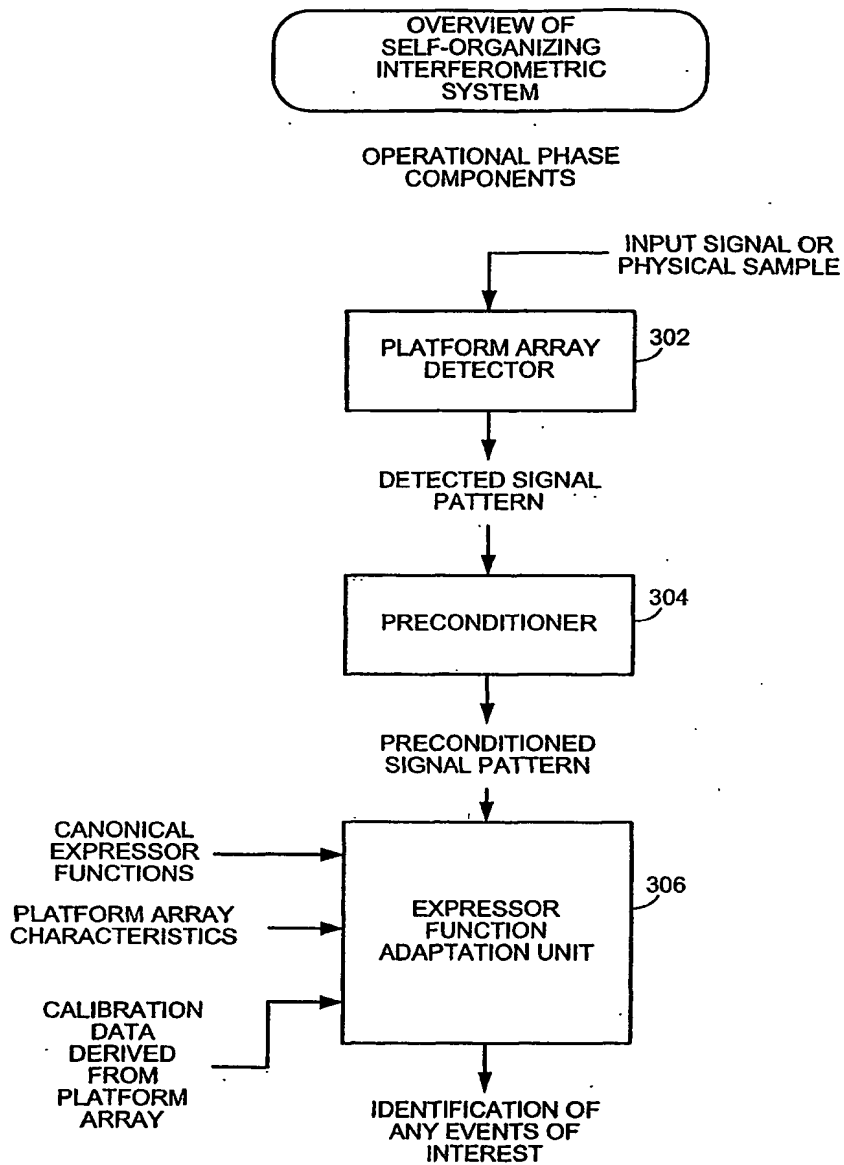 OVERVIEW OF
SELF-ORGANIZING
INTERFEROMETRIC
SYSTEM
OPERATIONAL PHASE
COMPONENTS
INPUT SIGNAL OR
PHYSICAL SAMPLE
PLATFORM ARRAY
DETECTOR
302
DETECTED SIGNAL
PATTERN
PRECONDITIONER
304
PRECONDITIONED
SIGNAL PATTERN
CANONICAL
EXPRESSOR
FUNCTIONS
PLATFORM ARRAY
CHARACTERISTICS
CALIBRATION
DATA
DERIVED
FROM
PLATFORM
ARRAY
EXPRESSOR
FUNCTION
ADAPTATION UNIT
306
IDENTIFICATION OF
ANY EVENTS OF
INTEREST